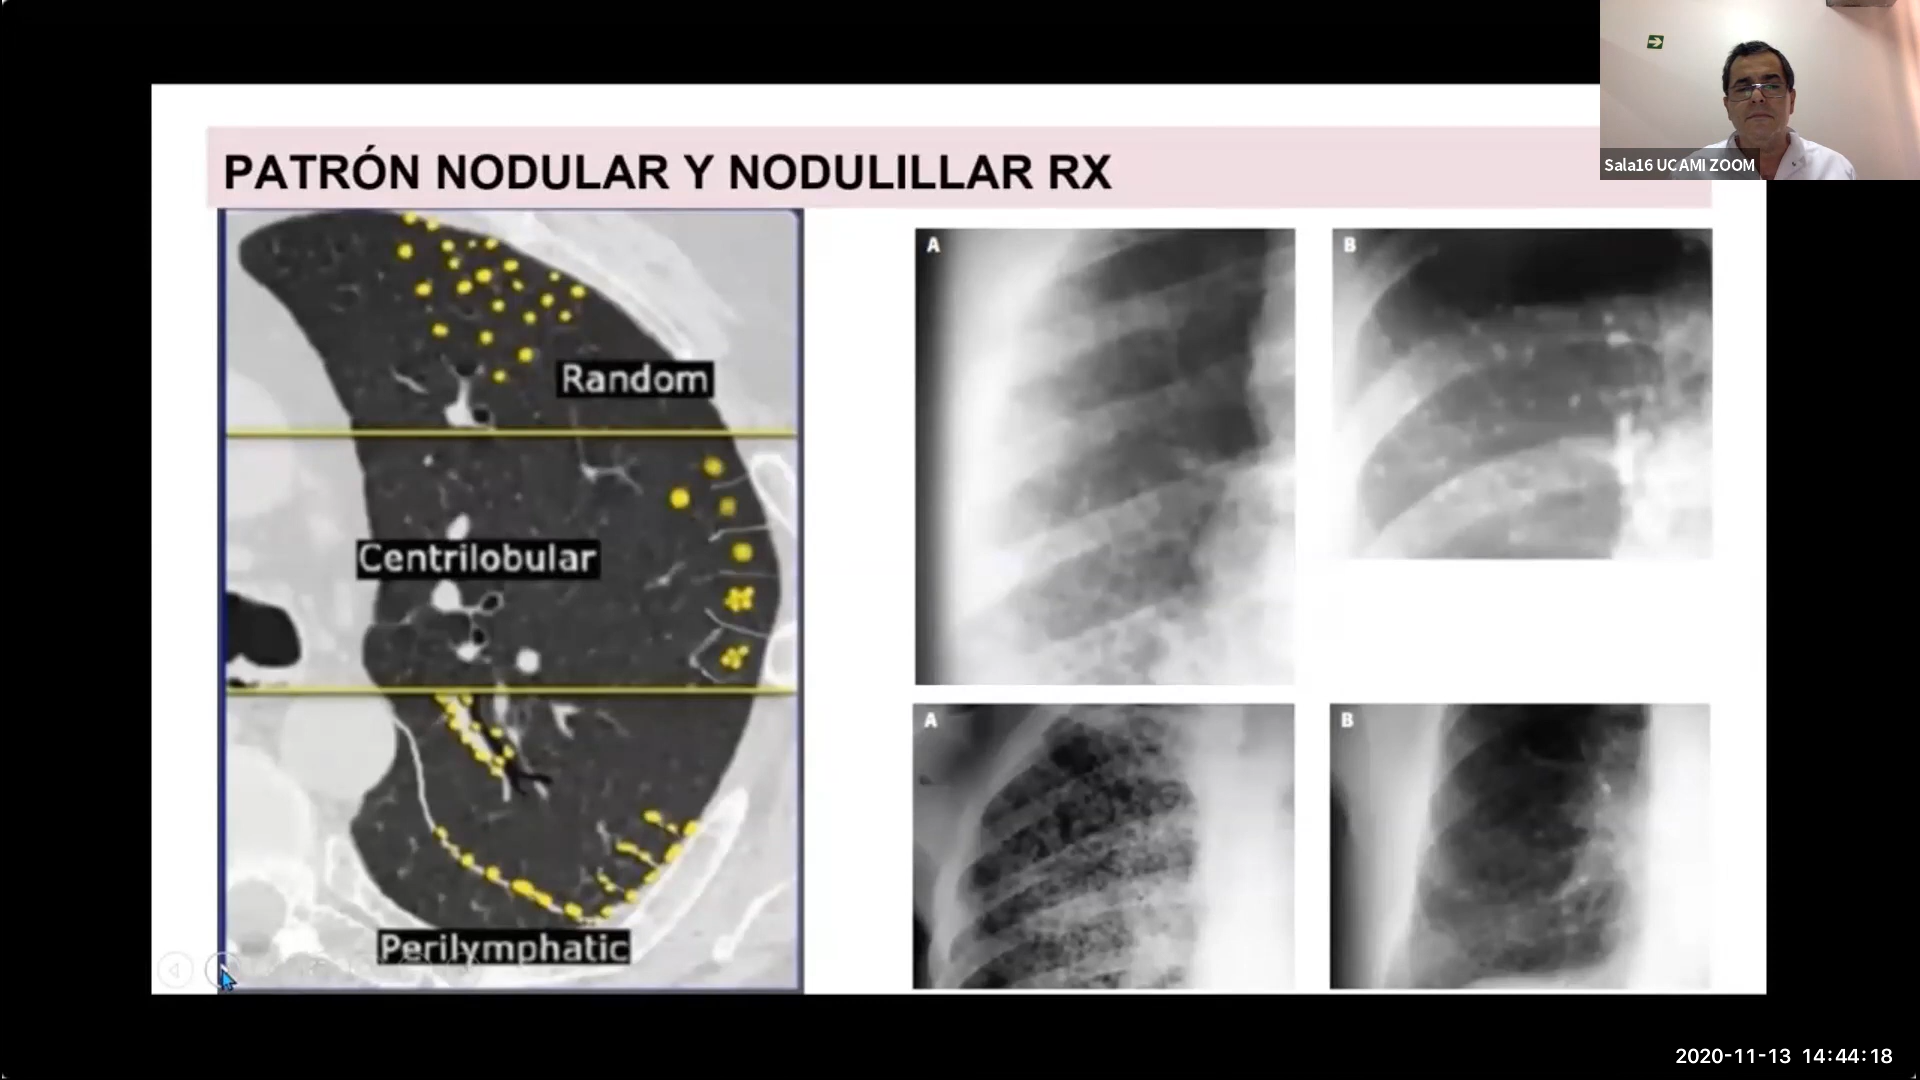 PATRÓN NODULAR Y NODULILLAR RX
Sala16 UCAMI ZOOM
A
B
Random
Centrilobular
A
B
Perilymphatic
2020-11-13 14:44:18